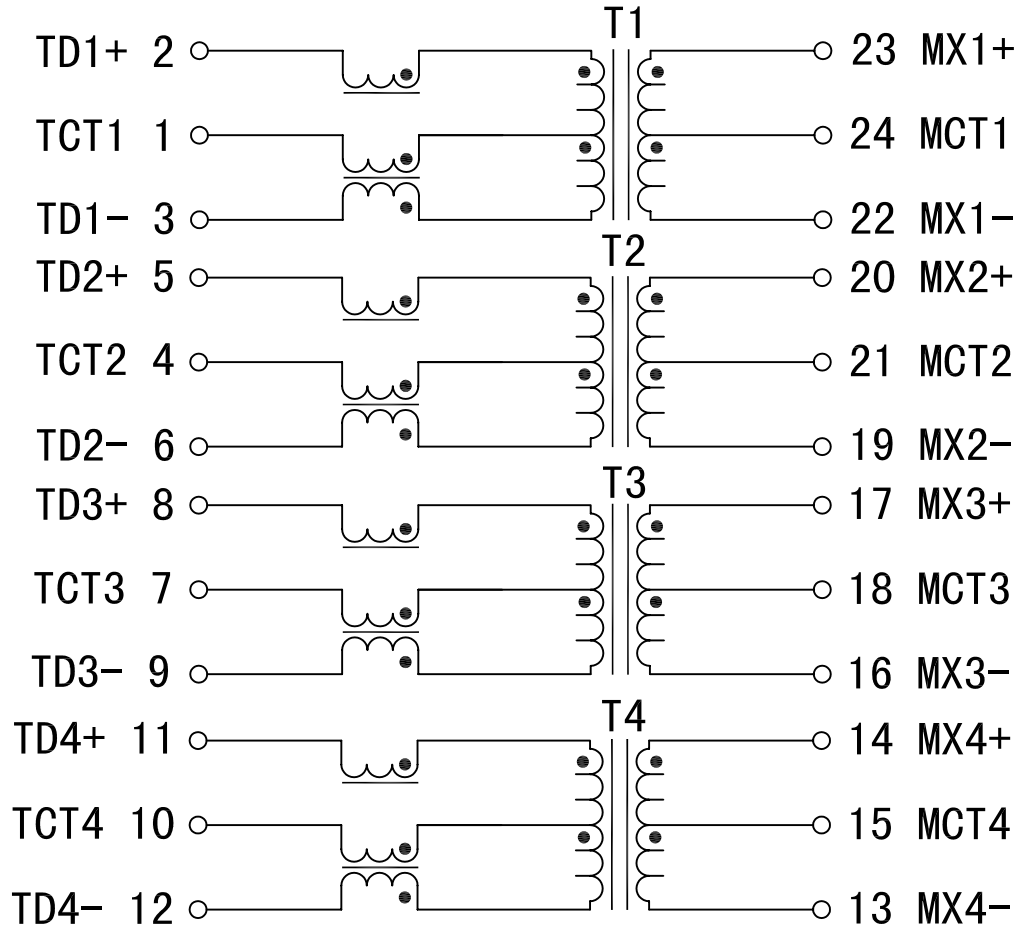 T1
TD1+ 2 23 MX1+
TCT1 1 24 MCT1
TD1- 3 22 MX1-
T2
TD2+ 5 20 MX2+
TCT2 4 21 MCT2
TD2- 6 19 MX2-
T3
TD3+ 8 17 MX3+
TCT3 7 18 MCT3
TD3- 9 16 MX3-
T4
TD4+ 11 14 MX4+
TCT4 10 15 MCT4
TD4- 12 13 MX4-